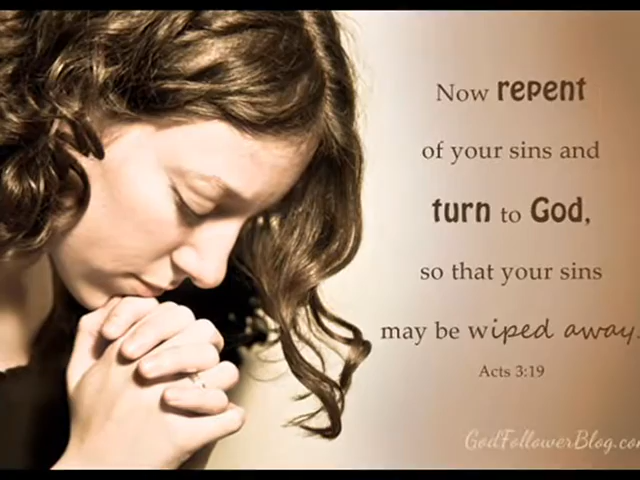 Now repent
of your sins and
turn to God,
so that your sins
may be wiped away.
Acts 3:19
GodFollowerBlog.com